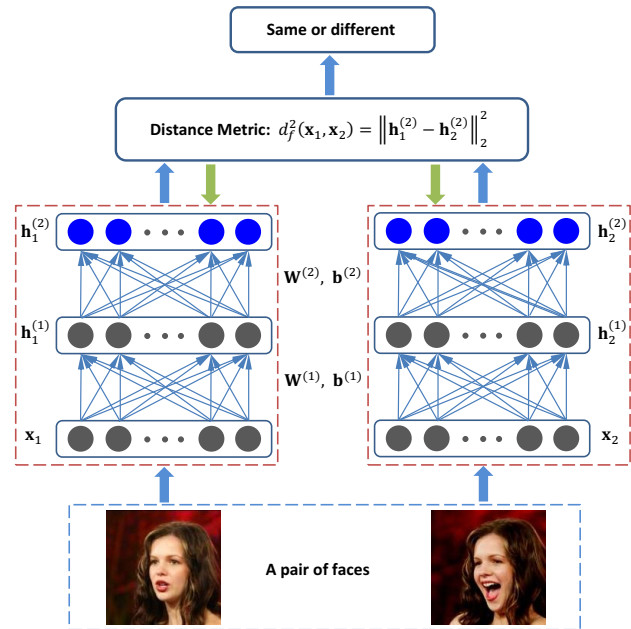 Same or different
Distance Metric: d_f^2(x_1, x_2) = ‖h_1^{(2)} − h_2^{(2)}‖_2^2
h_1^{(2)} h_2^{(2)}
W^{(2)}, b^{(2)}
h_1^{(1)} h_2^{(1)}
W^{(1)}, b^{(1)}
x_1 x_2
A pair of faces